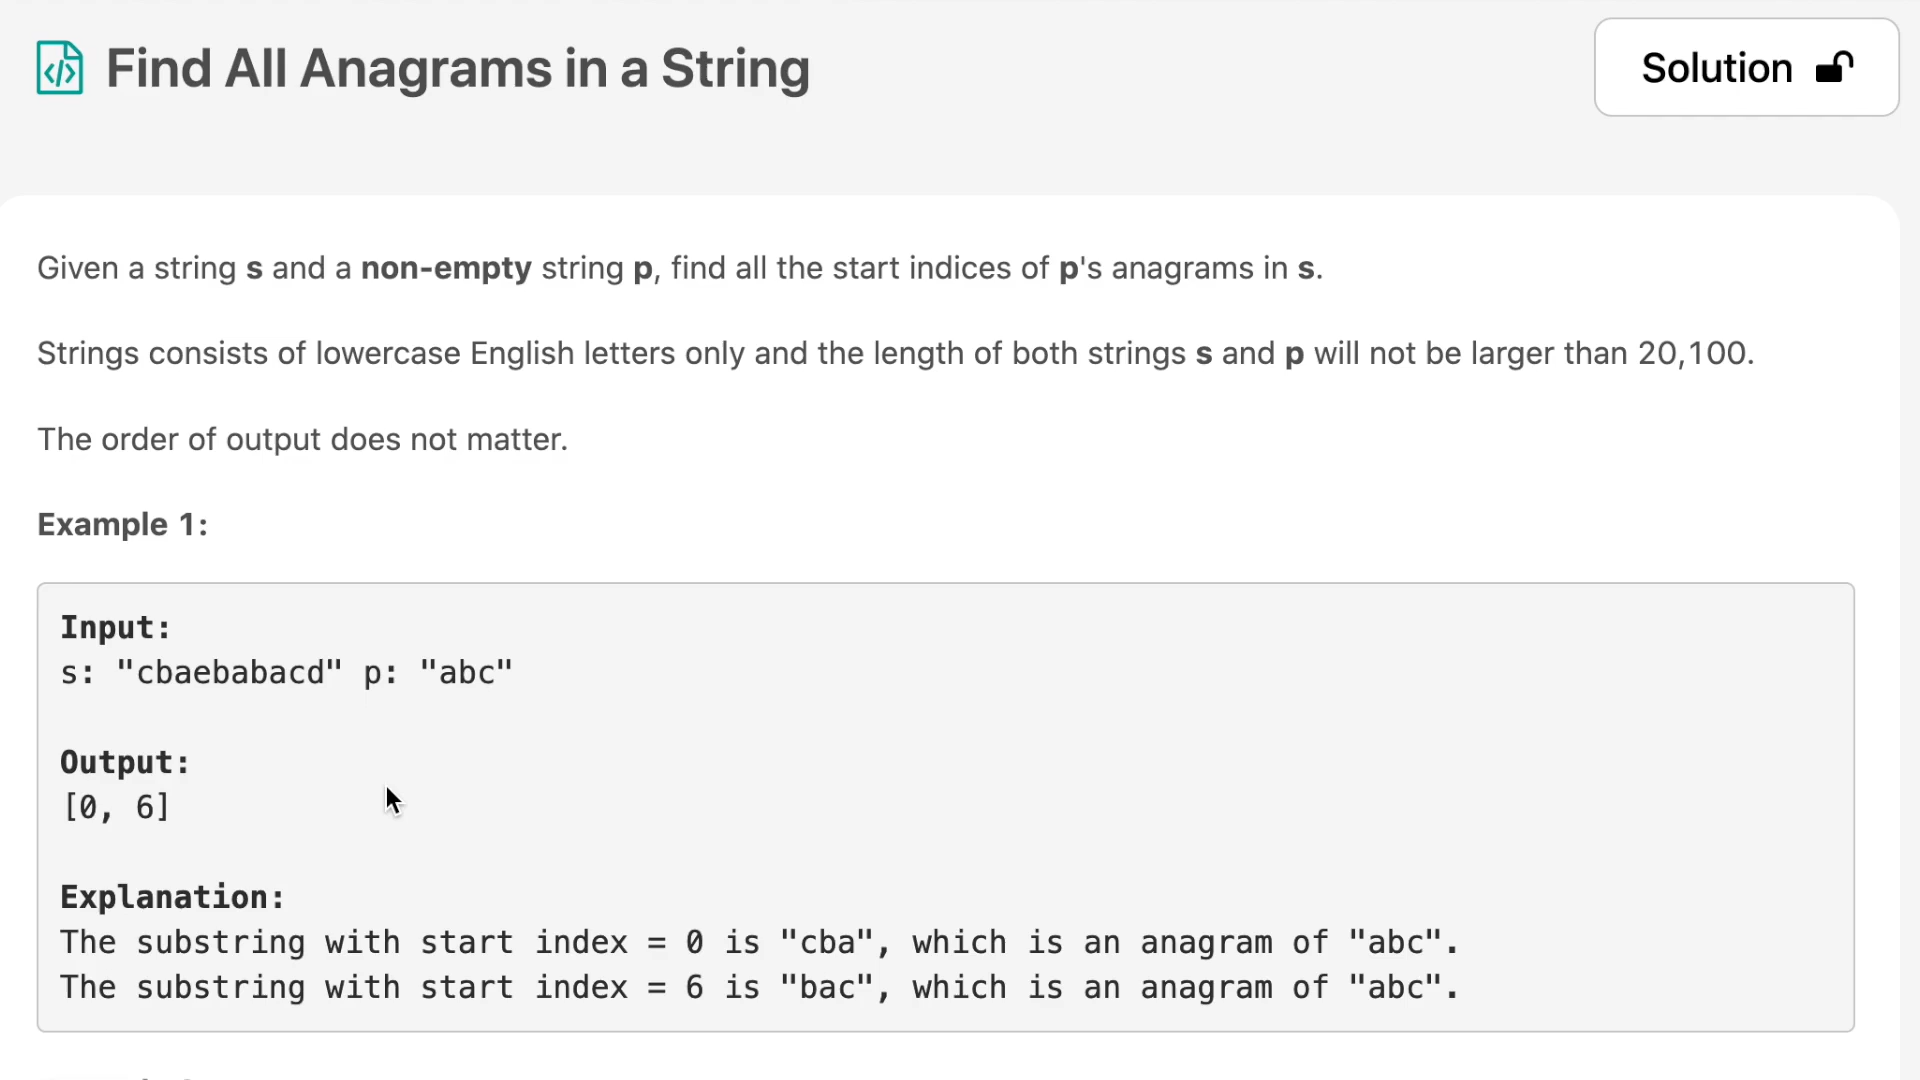 Find All Anagrams in a String
Solution
Given a string s and a non-empty string p, find all the start indices of p's anagrams in s.
Strings consists of lowercase English letters only and the length of both strings s and p will not be larger than 20,100.
The order of output does not matter.
Example 1:
Input:
s: "cbaebabacd" p: "abc"
Output:
[0, 6]
Explanation:
The substring with start index = 0 is "cba", which is an anagram of "abc".
The substring with start index = 6 is "bac", which is an anagram of "abc".